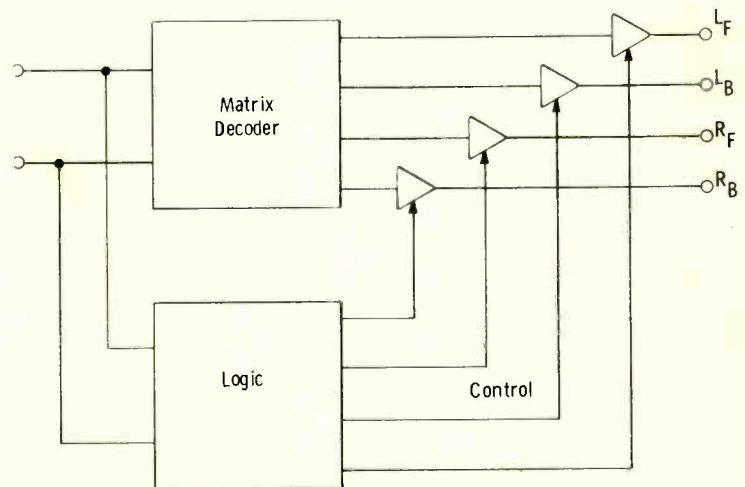 L_F
Matrix
Decoder
L_B
R_F
R_B
Logic
Control